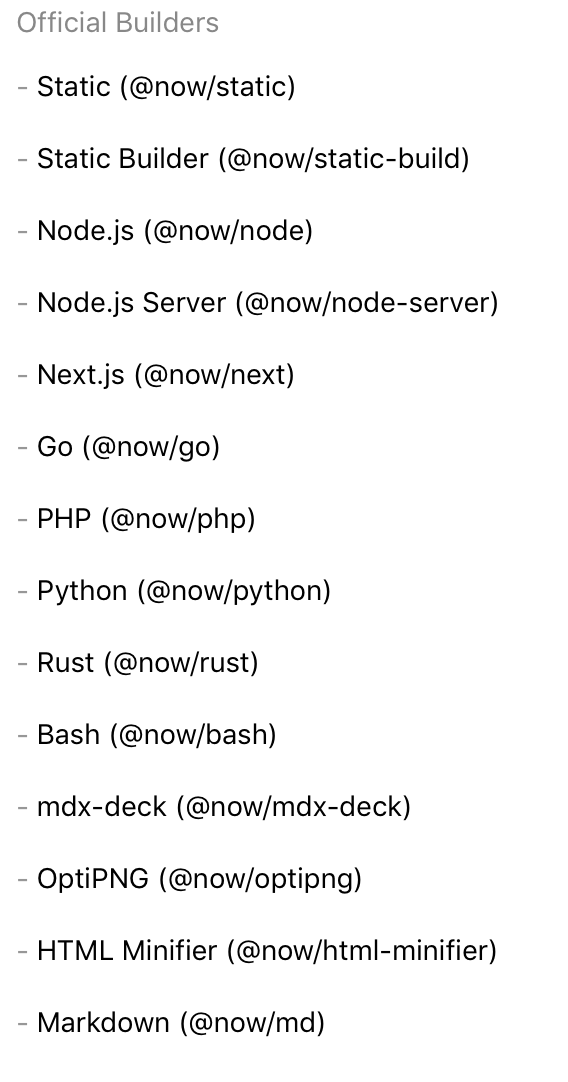 Official Builders
- Static (@now/static)
- Static Builder (@now/static-build)
- Node.js (@now/node)
- Node.js Server (@now/node-server)
- Next.js (@now/next)
- Go (@now/go)
- PHP (@now/php)
- Python (@now/python)
- Rust (@now/rust)
- Bash (@now/bash)
- mdx-deck (@now/mdx-deck)
- OptiPNG (@now/optipng)
- HTML Minifier (@now/html-minifier)
- Markdown (@now/md)